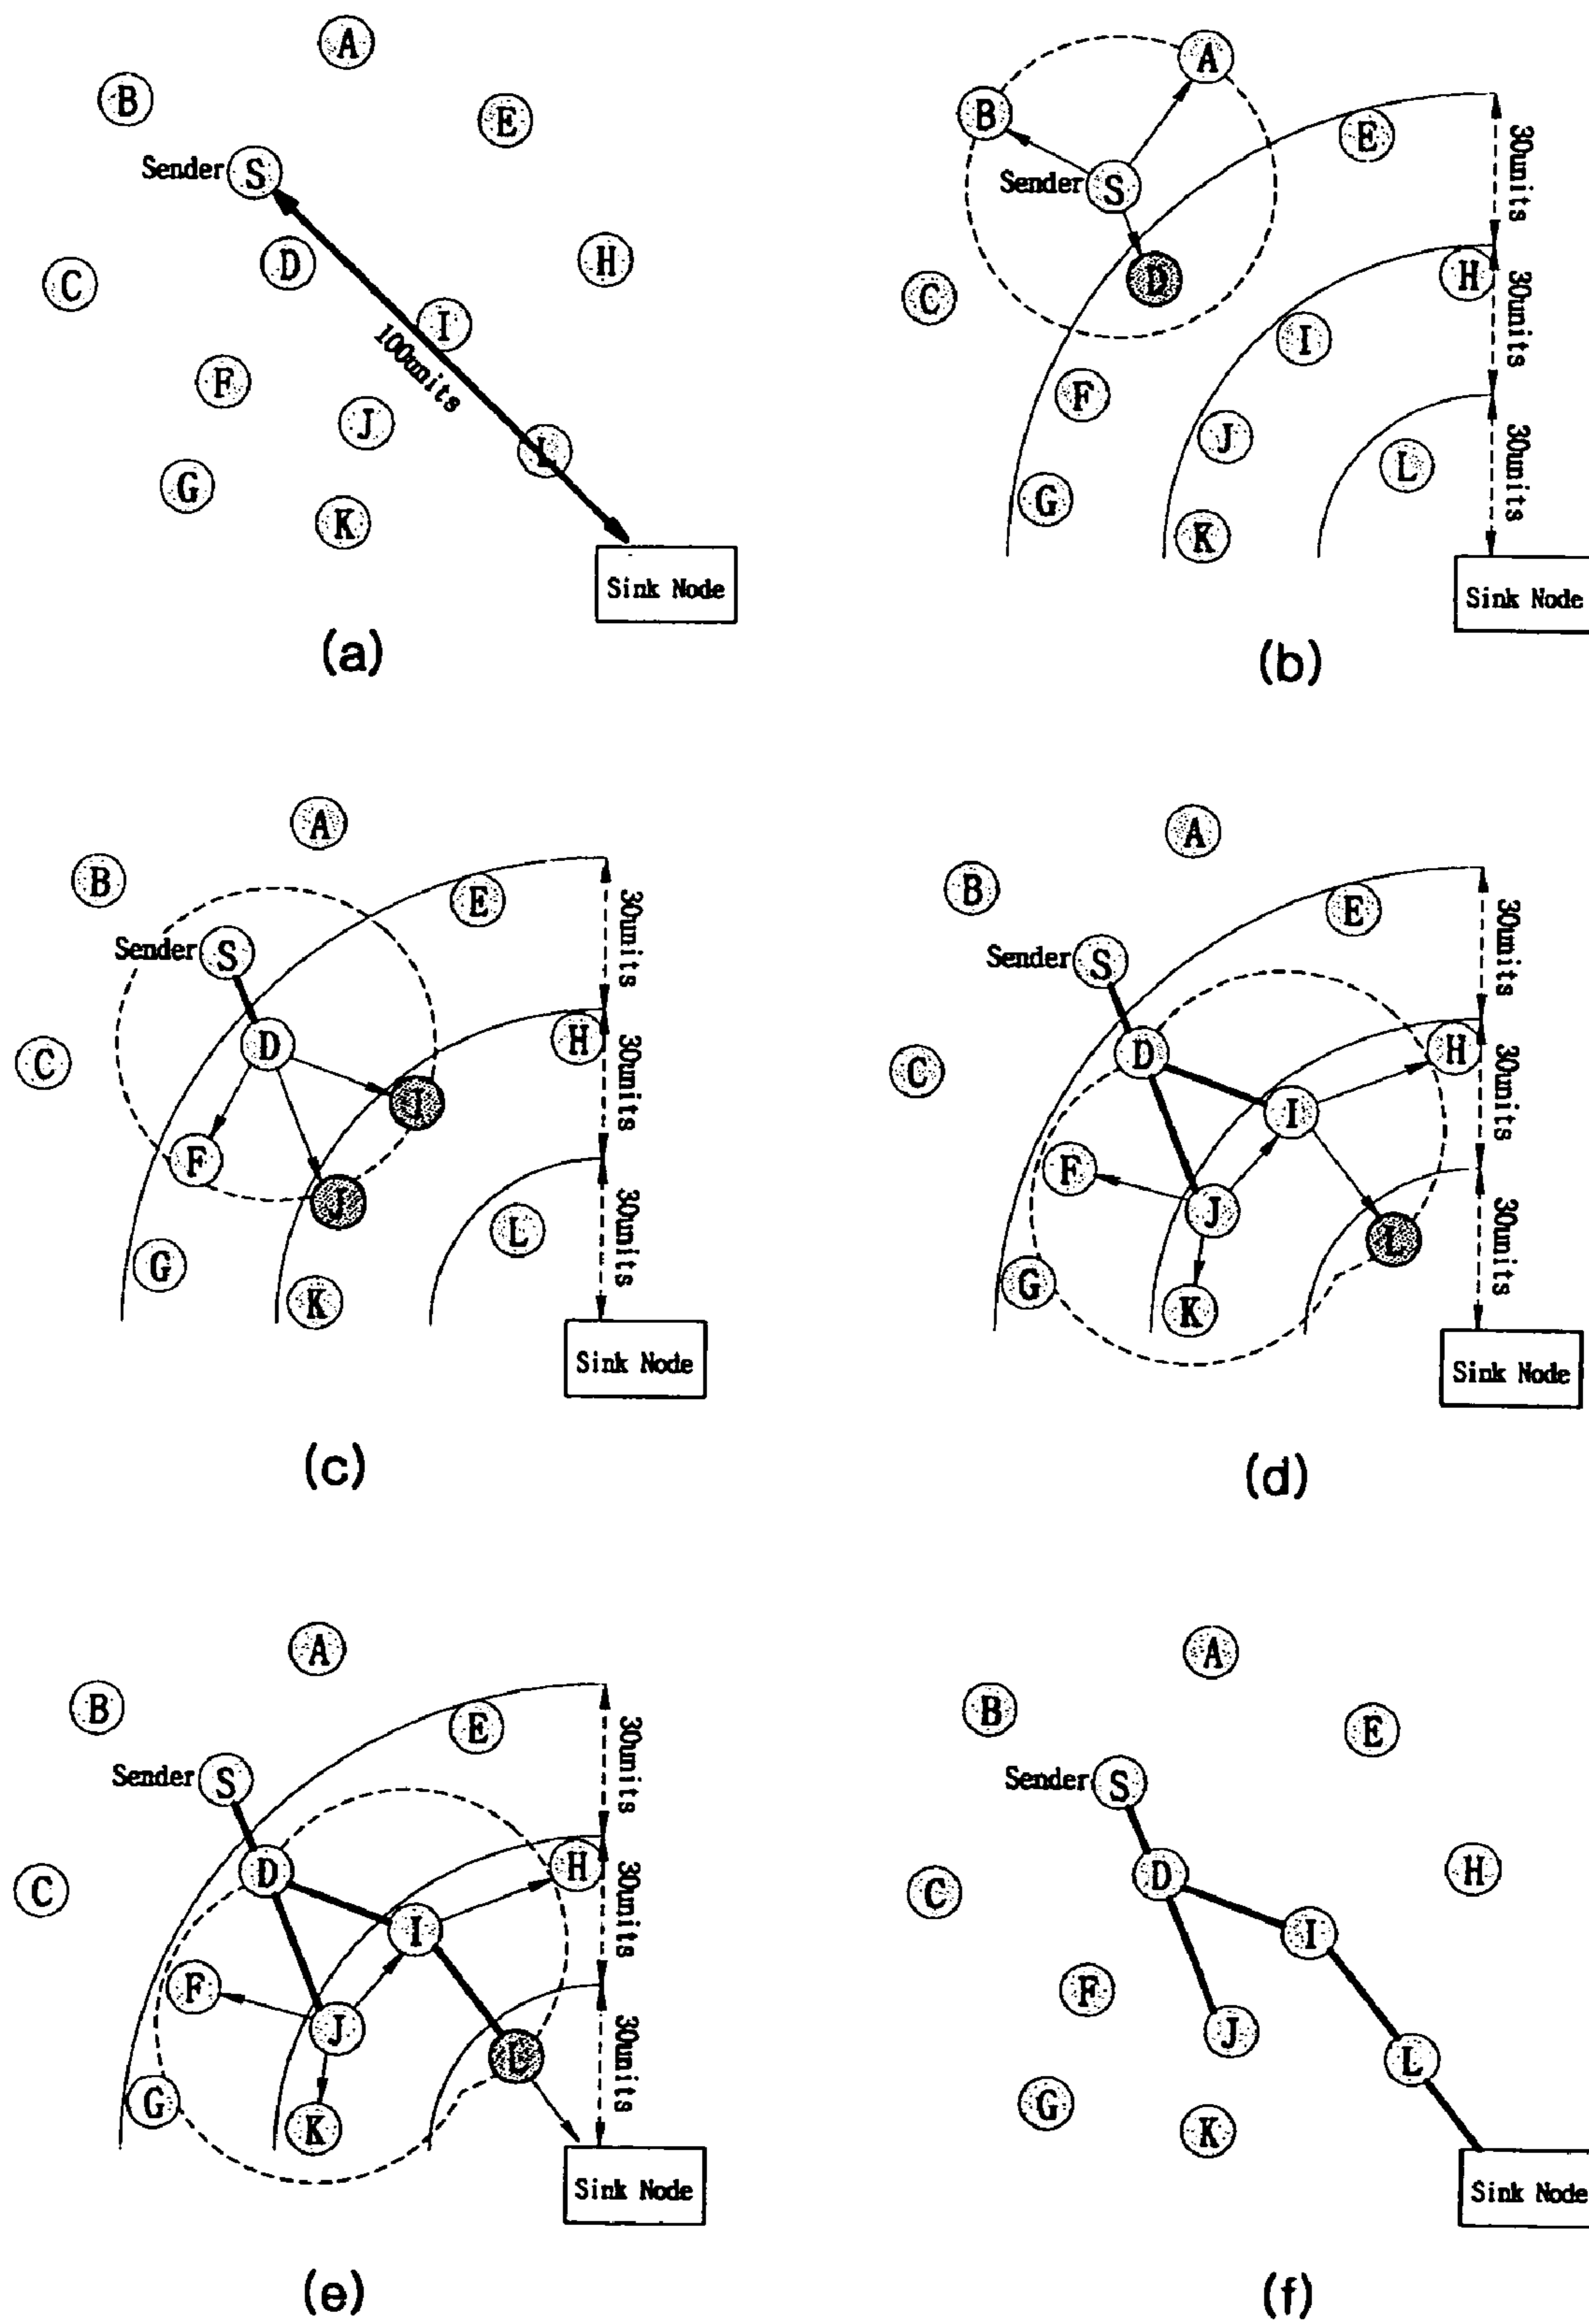 A
B
E
Sender S
D
H
C
I
100units
F
J
L
G
K
Sink Node
(a)
A
B
E
30units
Sender S
D
H
C
30units
I
F
J
L
30units
G
K
Sink Node
(b)
A
B
E
30units
Sender S
D
H
C
30units
I
F
J
L
30units
G
K
Sink Node
(c)
A
B
E
30units
Sender S
D
H
C
30units
I
F
J
L
30units
G
K
Sink Node
(d)
A
B
E
30units
Sender S
D
H
C
30units
I
F
J
L
30units
G
K
Sink Node
(e)
A
B
E
Sender S
D
H
C
I
F
J
L
G
K
Sink Node
(f)